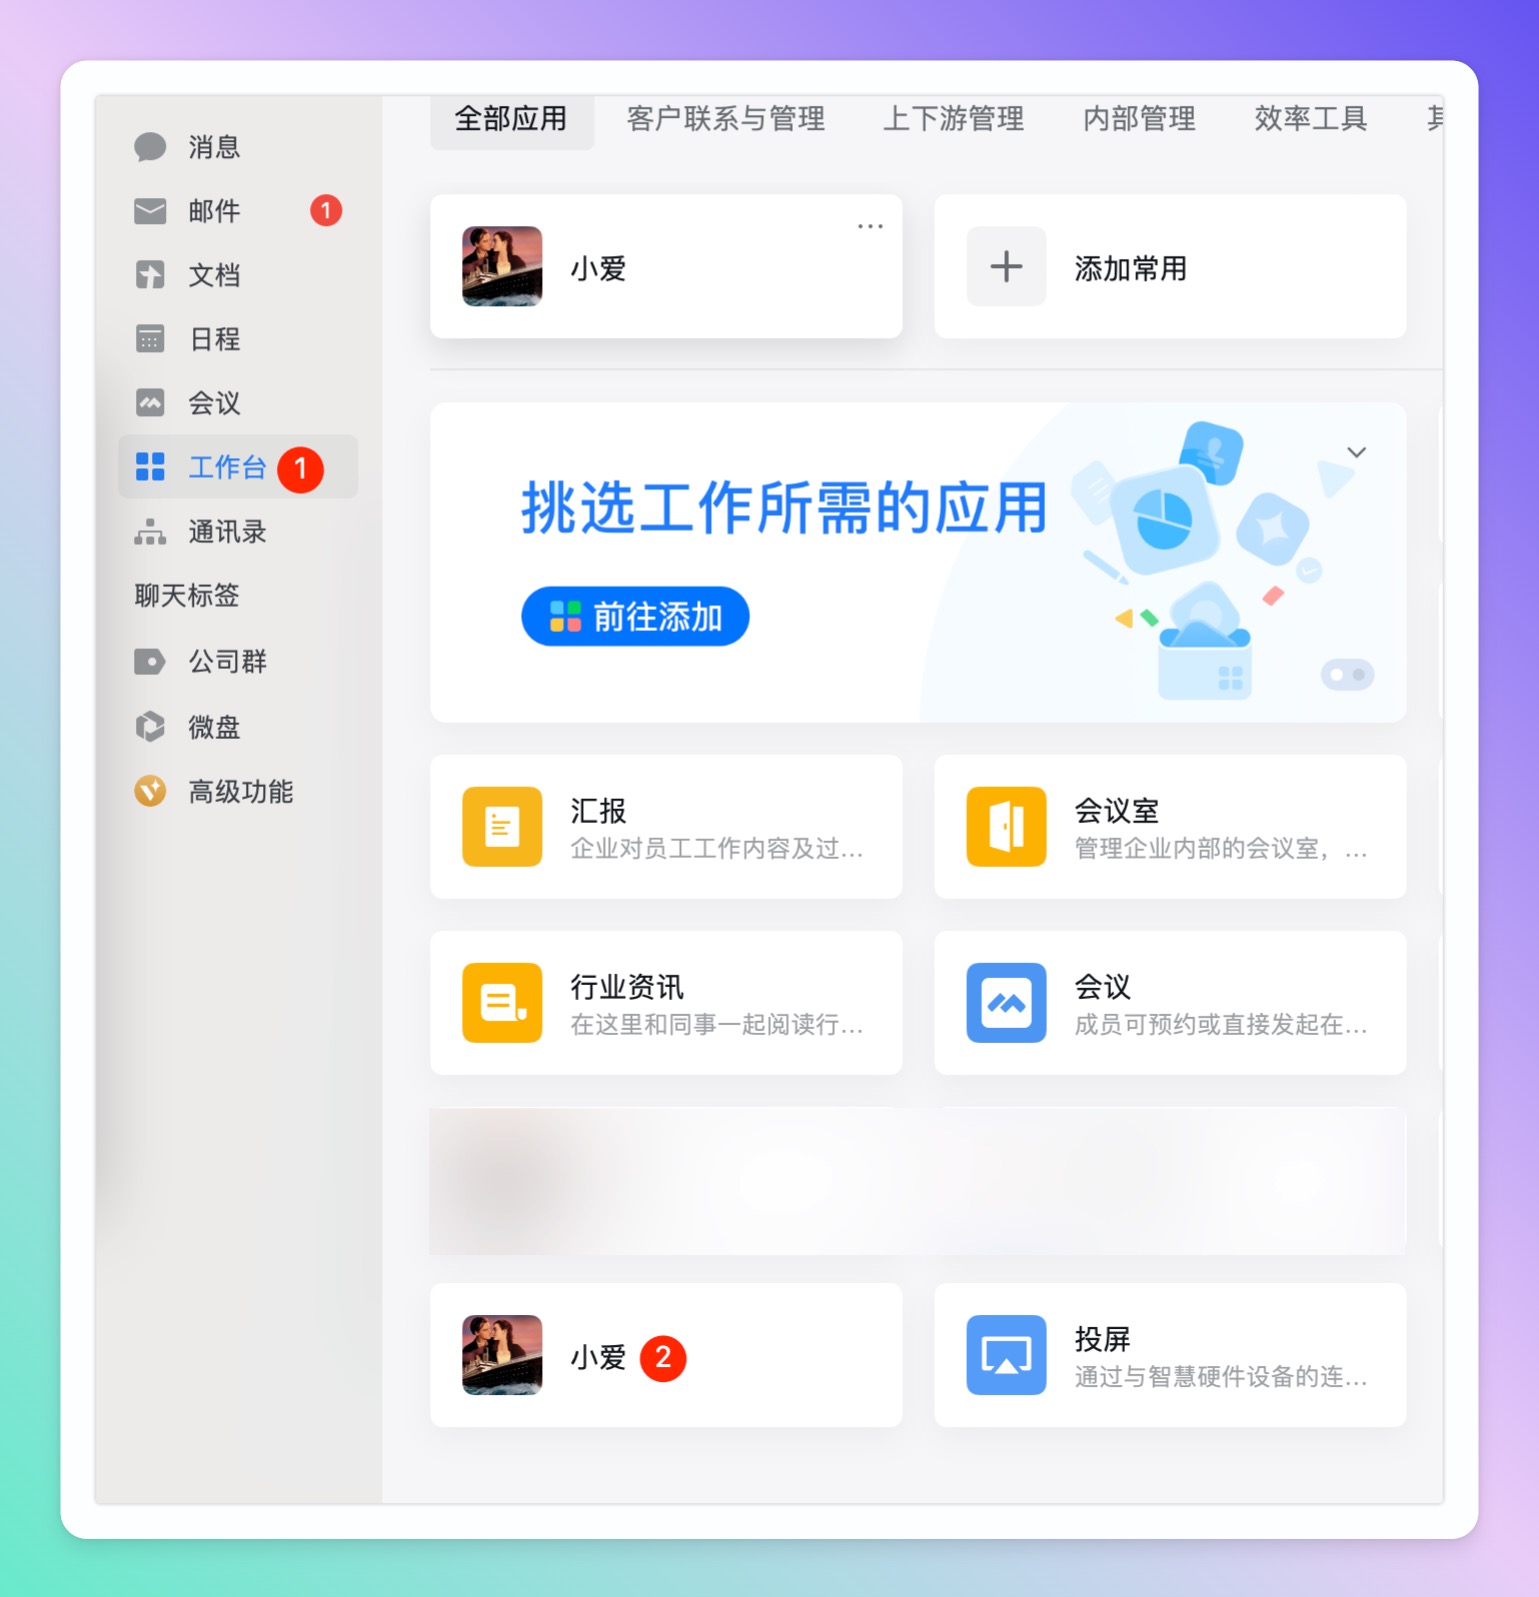 消息
邮件
1
文档
日程
会议
工作台
1
通讯录
聊天标签
公司群
微盘
高级功能
全部应用
客户联系与管理
上下游管理
内部管理
效率工具
小爱
添加常用
挑选工作所需的应用
前往添加
汇报
企业对员工工作内容及过...
会议室
管理企业内部的会议室，...
行业资讯
在这里和同事一起阅读行...
会议
成员可预约或直接发起在...
小爱
2
投屏
通过与智慧硬件设备的连...